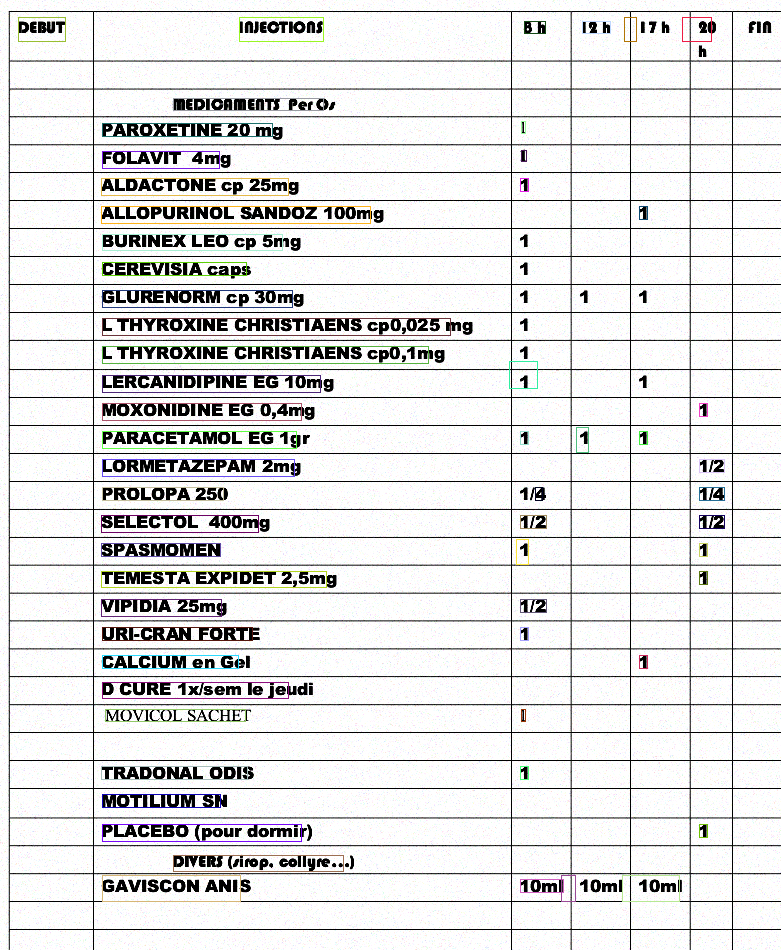 DEBUT INJECTIONS 8 h 12 h 17 h 20 h FIN
MEDICAMENTS Per Os
PAROXETINE 20 mg 1
FOLAVIT 4mg 1
ALDACTONE cp 25mg 1
ALLOPURINOL SANDOZ 100mg 1
BURINEX LEO cp 5mg 1
CEREVISIA caps 1
GLURENORM cp 30mg 1 1 1
L THYROXINE CHRISTIAENS cp0,025 mg 1
L THYROXINE CHRISTIAENS cp0,1mg 1
LERCANIDIPINE EG 10mg 1 1
MOXONIDINE EG 0,4mg 1
PARACETAMOL EG 1gr 1 1 1
LORMETAZEPAM 2mg 1/2
PROLOPA 250 1/4 1/4
SELECTOL 400mg 1/2 1/2
SPASMOMEN 1 1
TEMESTA EXPIDET 2,5mg 1
VIPIDIA 25mg 1/2
URI-CRAN FORTE 1
CALCIUM en Gel 1
D CURE 1x/sem le jeudi
MOVICOL SACHET 1
TRADONAL ODIS 1
MOTILIUM SN
PLACEBO (pour dormir) 1
DIVERS (sirop, collyre...)
GAVISCON ANIS 10ml 10ml 10ml